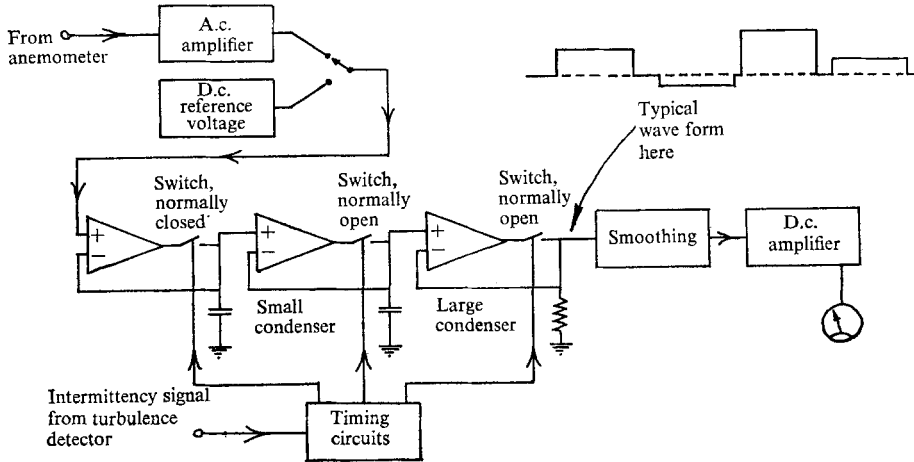 From
anemometer
A.c.
amplifier
D.c.
reference
voltage
Typical
wave form
here
Switch,
normally
closed
Switch,
normally
open
Switch,
normally
open
+
−
+
−
+
−
Smoothing
D.c.
amplifier
Small
condenser
Large
condenser
Intermittency signal
from turbulence
detector
Timing
circuits